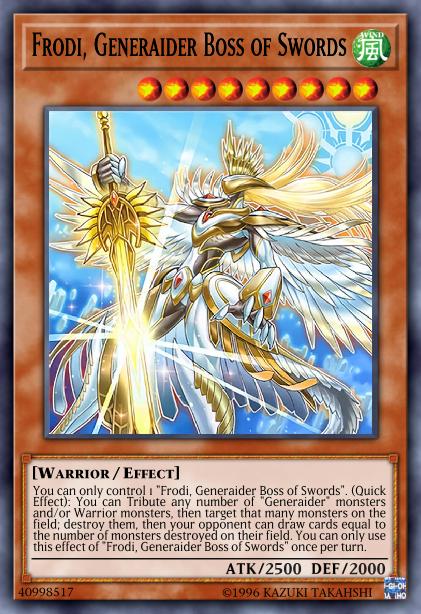 Frodi, Generaider Boss of Swords
WIND
風
[Warrior / Effect]
You can only control 1 "Frodi, Generaider Boss of Swords". (Quick
Effect): You can Tribute any number of "Generaider" monsters
and/or Warrior monsters, then target that many monsters on the
field; destroy them, then your opponent can draw cards equal to
the number of monsters destroyed on their field. You can only use
this effect of "Frodi, Generaider Boss of Swords" once per turn.
ATK/2500 DEF/2000
40998517
©1996 KAZUKI TAKAHSHI